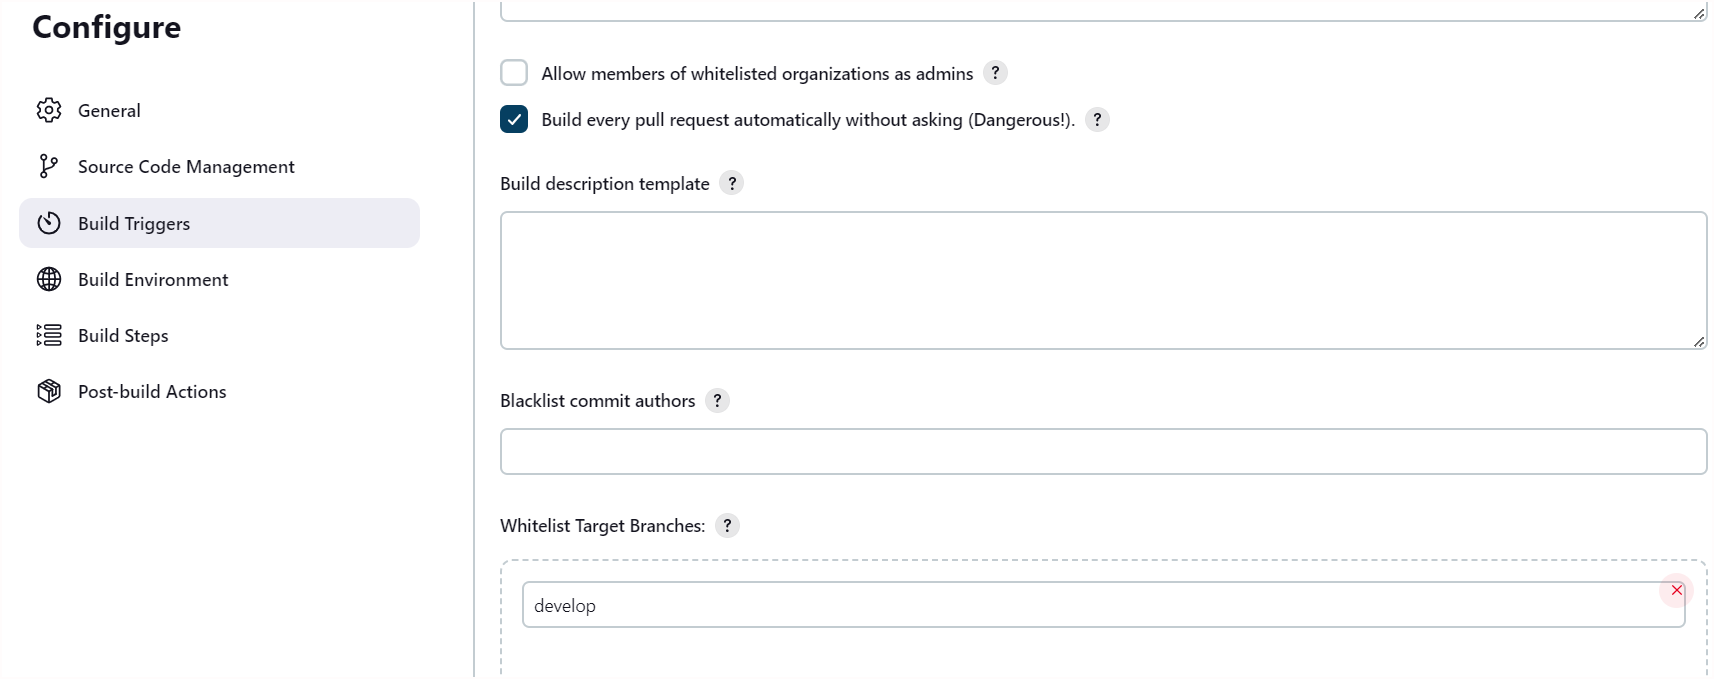 Configure
General
Source Code Management
Build Triggers
Build Environment
Build Steps
Post-build Actions
Allow members of whitelisted organizations as admins ?
Build every pull request automatically without asking (Dangerous!). ?
Build description template ?
Blacklist commit authors ?
Whitelist Target Branches: ?
develop